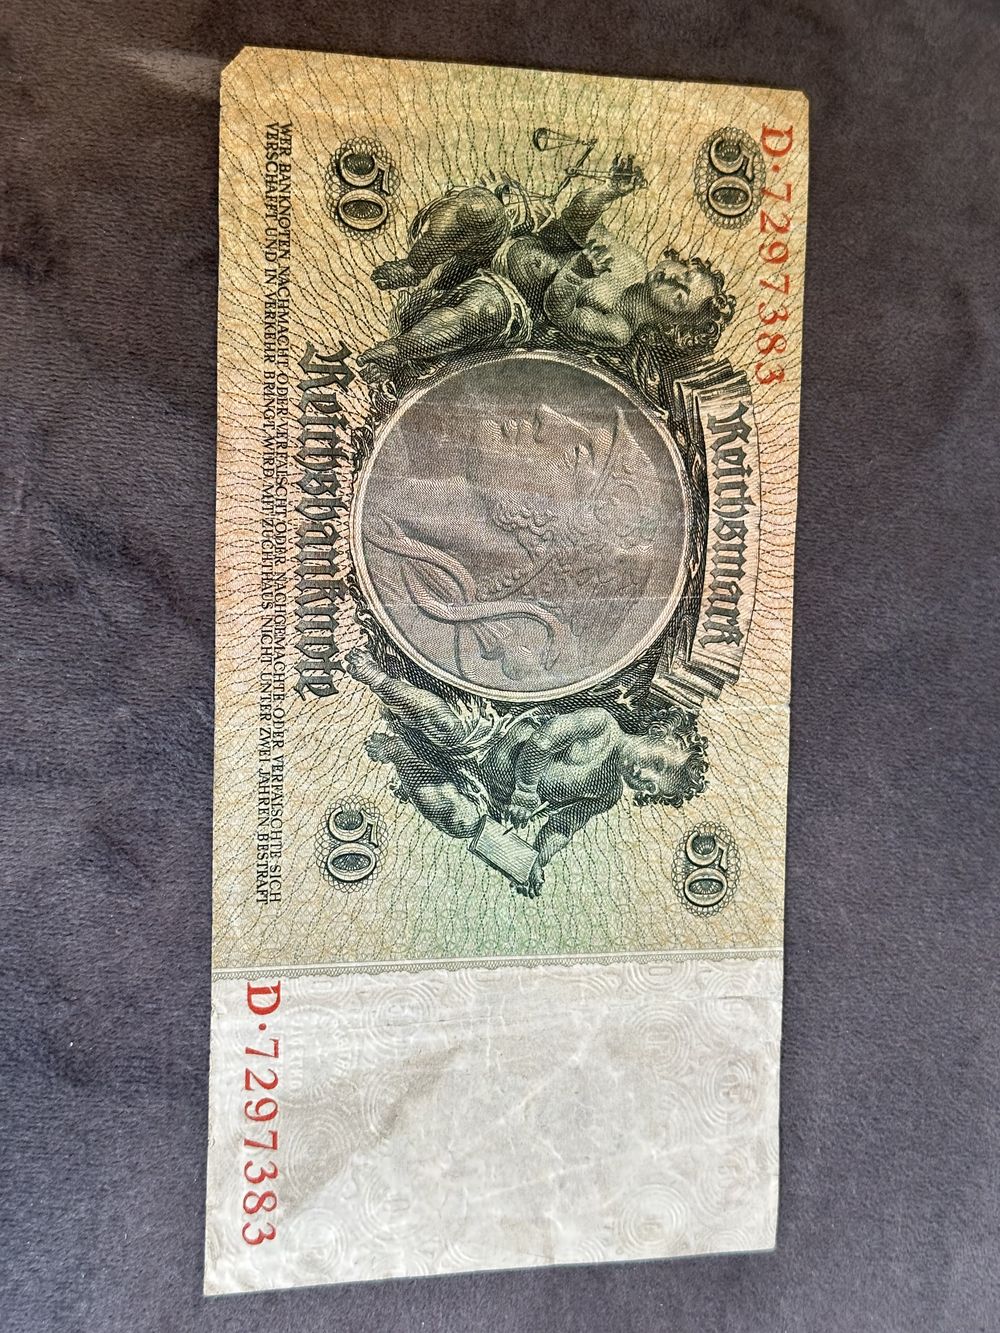 D·7297383
50
50
Reichsmark
Reichsbanknote
50
50
WER BANKNOTEN NACHMACHT ODER VERFÄLSCHT, ODER NACHGEMACHTE ODER VERFÄLSCHTE SICH
VERSCHAFFT UND IN VERKEHR BRINGT, WIRD MIT ZUCHTHAUS NICHT UNTER ZWEI JAHREN BESTRAFT
D·7297383